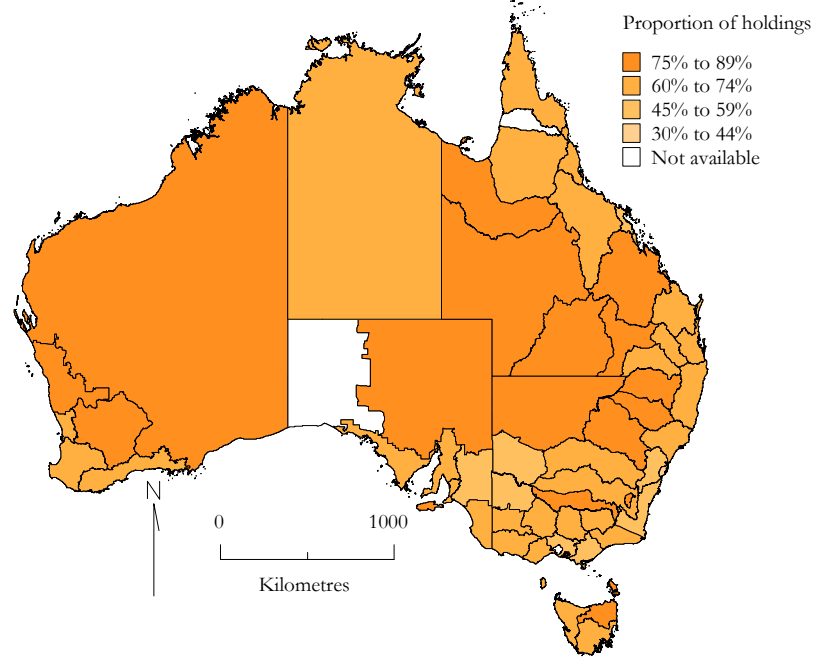 Proportion of holdings
75% to 89%
60% to 74%
45% to 59%
30% to 44%
Not available
N
0 1000
Kilometres